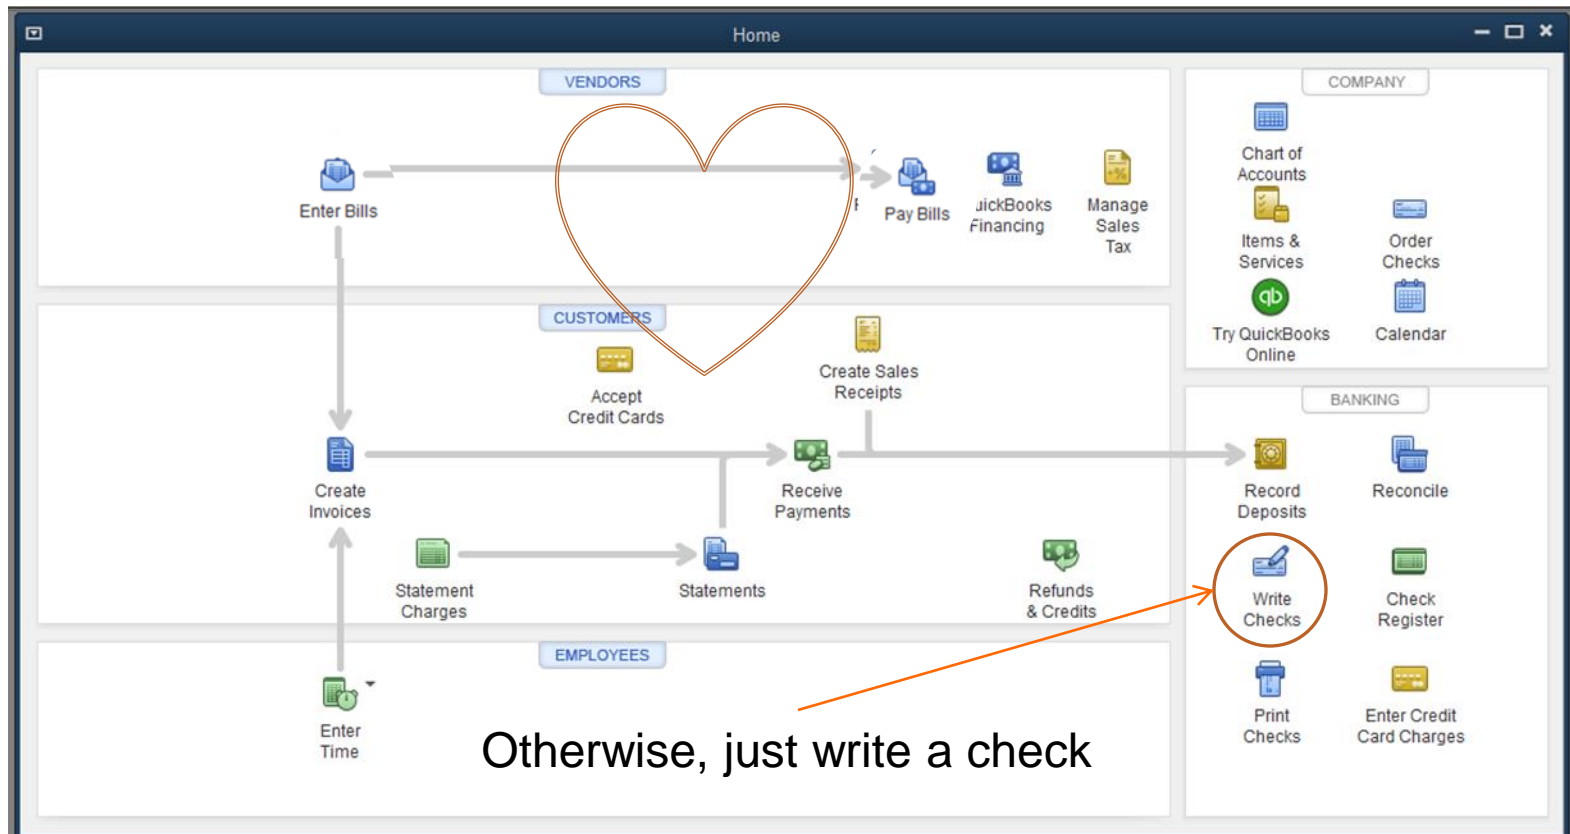 Home
VENDORS
Enter Bills
Pay Bills
uickBooks
Financing
Manage
Sales
Tax
CUSTOMERS
Accept
Credit Cards
Create Sales
Receipts
Create
Invoices
Receive
Payments
Statement
Charges
Statements
Refunds
& Credits
EMPLOYEES
Enter
Time
Otherwise, just write a check
COMPANY
Chart of
Accounts
Items &
Services
Order
Checks
qb
Try QuickBooks
Online
Calendar
BANKING
Record
Deposits
Reconcile
Write
Checks
Check
Register
Print
Checks
Enter Credit
Card Charges